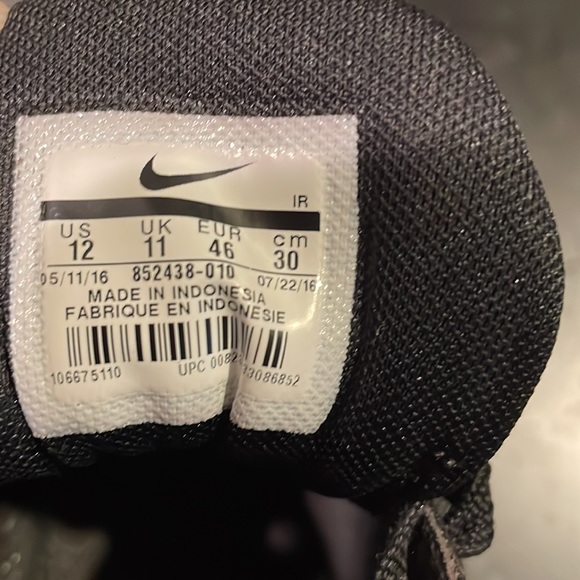 IR
US UK EUR cm
12 11 46 30
05/11/16 852438-010 07/22/16
MADE IN INDONESIA
FABRIQUE EN INDONESIE
106675110 UPC